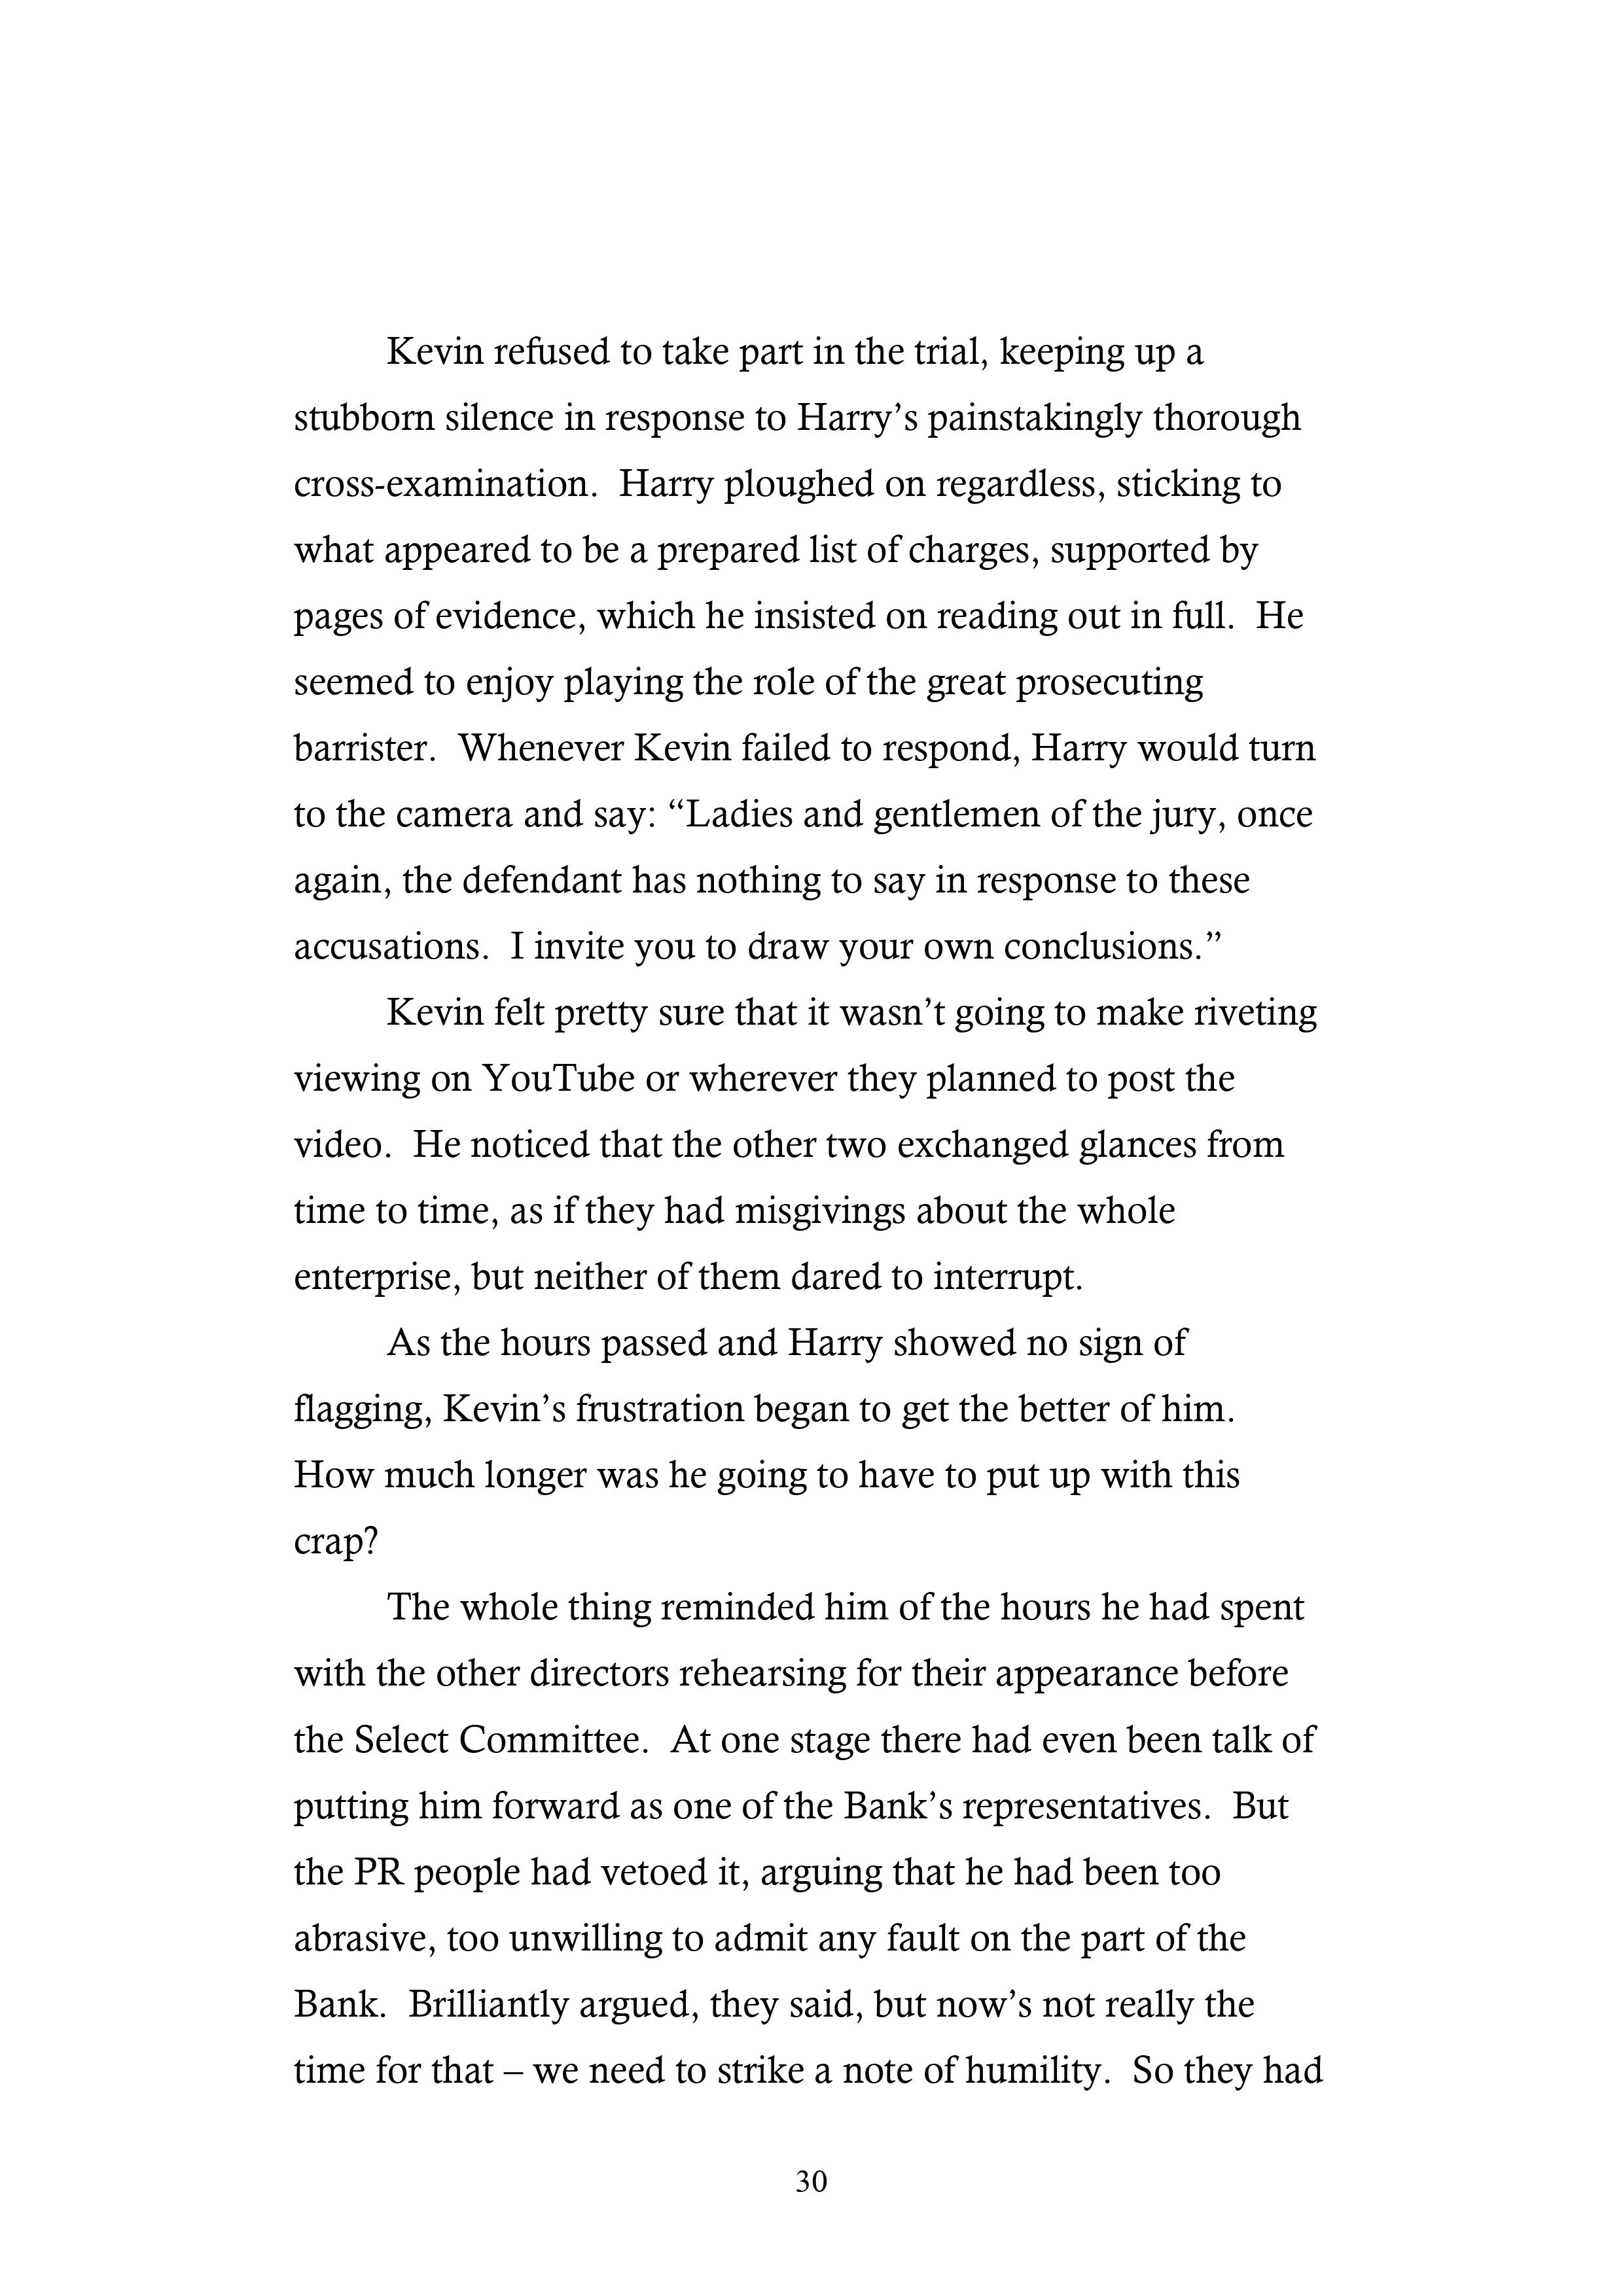 Kevin refused to take part in the trial, keeping up a
stubborn silence in response to Harry’s painstakingly thorough
cross-examination.  Harry ploughed on regardless, sticking to
what appeared to be a prepared list of charges, supported by
pages of evidence, which he insisted on reading out in full.  He
seemed to enjoy playing the role of the great prosecuting
barrister.  Whenever Kevin failed to respond, Harry would turn
to the camera and say: “Ladies and gentlemen of the jury, once
again, the defendant has nothing to say in response to these
accusations.  I invite you to draw your own conclusions.”
Kevin felt pretty sure that it wasn’t going to make riveting
viewing on YouTube or wherever they planned to post the
video.  He noticed that the other two exchanged glances from
time to time, as if they had misgivings about the whole
enterprise, but neither of them dared to interrupt.
As the hours passed and Harry showed no sign of
flagging, Kevin’s frustration began to get the better of him.
How much longer was he going to have to put up with this
crap?
The whole thing reminded him of the hours he had spent
with the other directors rehearsing for their appearance before
the Select Committee.  At one stage there had even been talk of
putting him forward as one of the Bank’s representatives.  But
the PR people had vetoed it, arguing that he had been too
abrasive, too unwilling to admit any fault on the part of the
Bank.  Brilliantly argued, they said, but now’s not really the
time for that – we need to strike a note of humility.  So they had
30